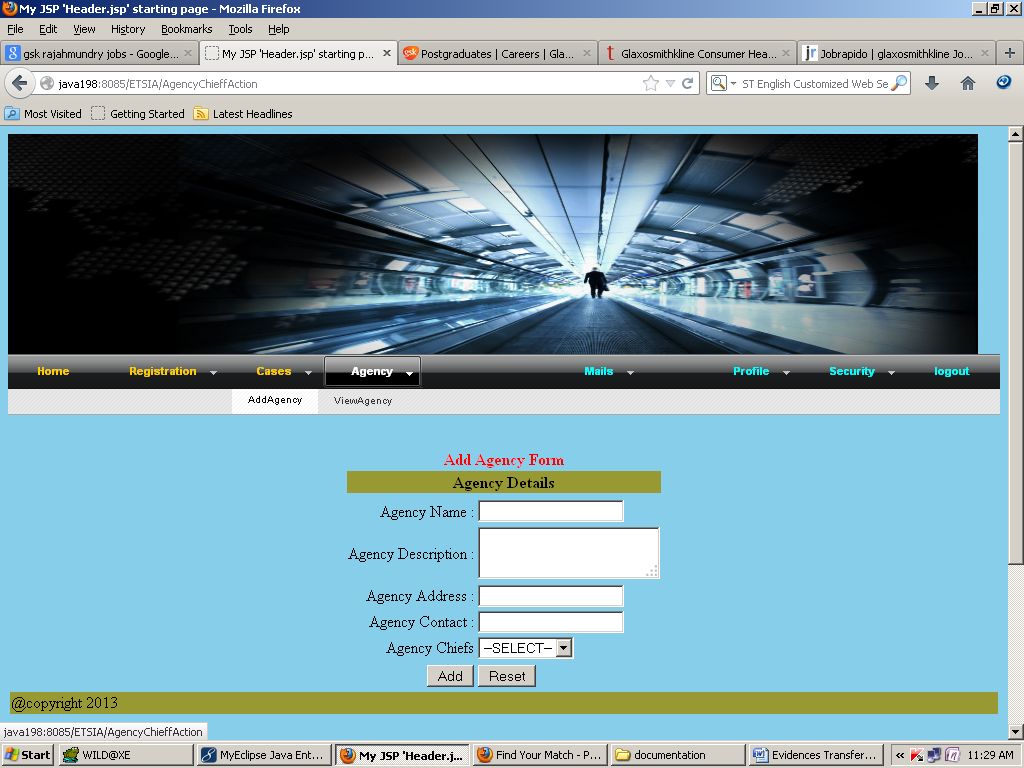 My JSP 'Header.jsp' starting page - Mozilla Firefox
File Edit View History Bookmarks Tools Help
gsk rajahmundry jobs - Google... My JSP 'Header.jsp' starting p... Postgraduates | Careers | Gla... Glaxosmithkline Consumer Hea... Jobrapido | glaxosmithkline Jo...
java198:8085/ETSIA/AgencyChieffAction ST English Customized Web Se
Most Visited Getting Started Latest Headlines
Home Registration Cases Agency Mails Profile Security logout
AddAgency ViewAgency
Add Agency Form
Agency Details
Agency Name :
Agency Description :
Agency Address :
Agency Contact :
Agency Chiefs --SELECT--
Add Reset
@copyright 2013
java198:8085/ETSIA/AgencyChieffAction
Start WILD@XE MyEclipse Java Ent... My JSP 'Header.j... Find Your Match - P... documentation Evidences Transfer... 11:29 AM